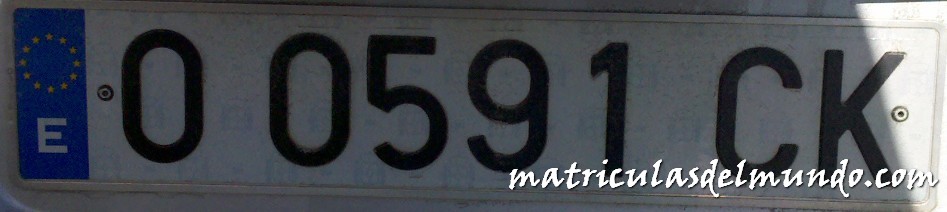 E
O 0591 CK
matriculasdelmundo.com